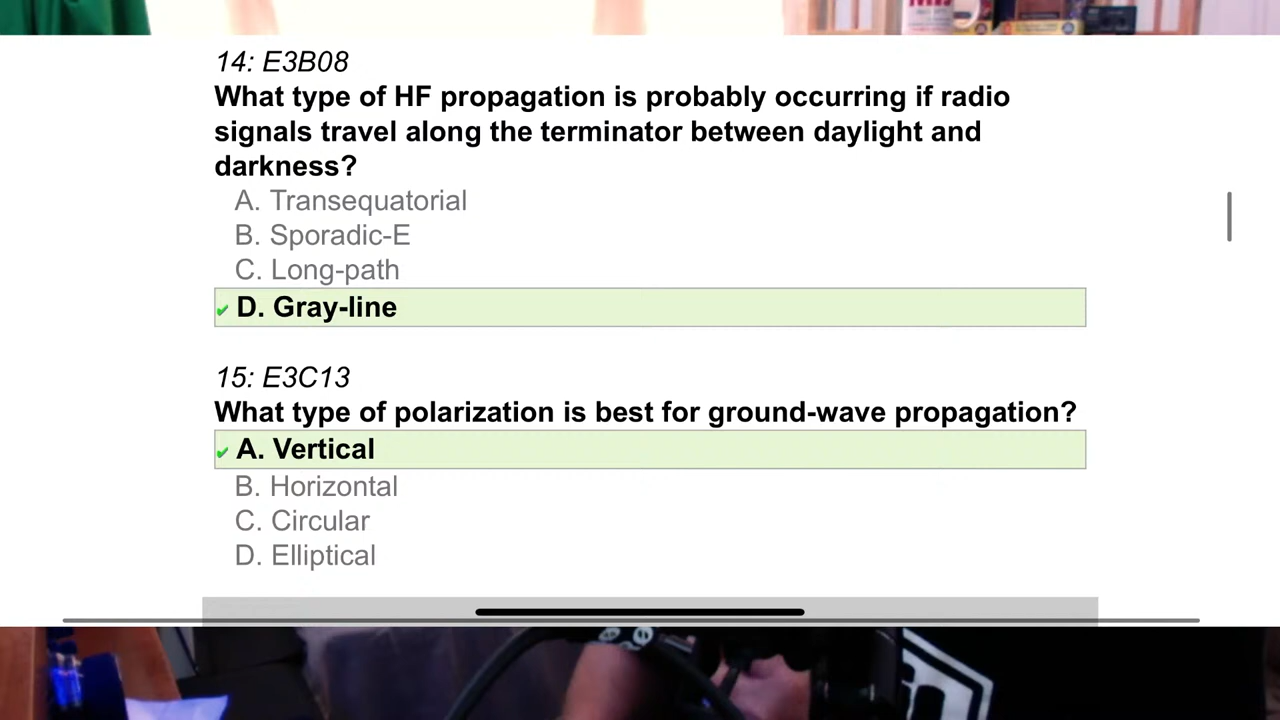 14: E3B08
What type of HF propagation is probably occurring if radio
signals travel along the terminator between daylight and
darkness?
A. Transequatorial
B. Sporadic-E
C. Long-path
D. Gray-line
15: E3C13
What type of polarization is best for ground-wave propagation?
A. Vertical
B. Horizontal
C. Circular
D. Elliptical